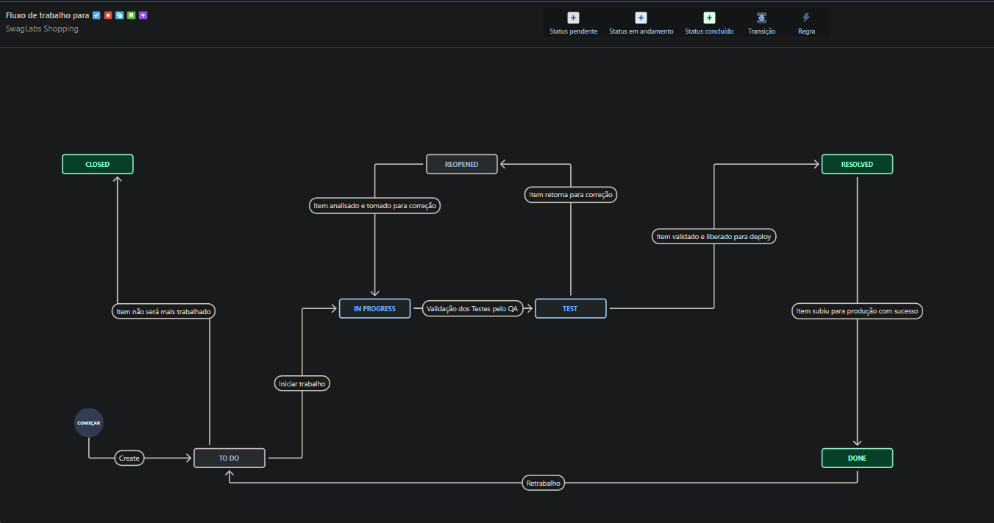 Fluxo de trabalho para
SwagLabs Shopping
Status pendente
Status em andamento
Status concluído
Transição
Regra
CLOSED
REOPENED
RESOLVED
Item retorna para correção
Item analisado e tomado para correção
Item validado e liberado para deploy
IN PROGRESS
Validação dos Testes pelo QA
TEST
Item não será mais trabalhado
Item subiu para produção com sucesso
Iniciar trabalho
COMEÇAR
Create
TO DO
DONE
Retrabalho